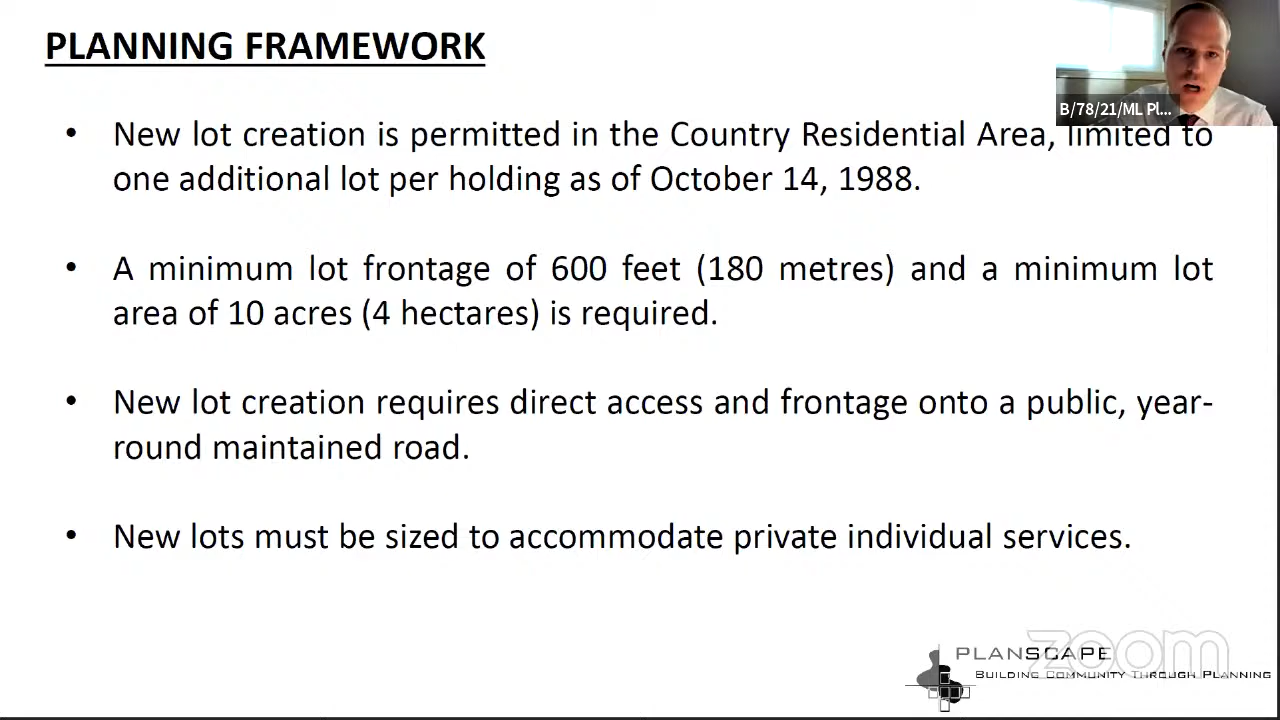 PLANNING FRAMEWORK
B/78/21/ML Pl...
• New lot creation is permitted in the Country Residential Area, limited to
one additional lot per holding as of October 14, 1988.
• A minimum lot frontage of 600 feet (180 metres) and a minimum lot
area of 10 acres (4 hectares) is required.
• New lot creation requires direct access and frontage onto a public, year-
round maintained road.
• New lots must be sized to accommodate private individual services.
zoom
PLANSCAPE
BUILDING COMMUNITY THROUGH PLANNING